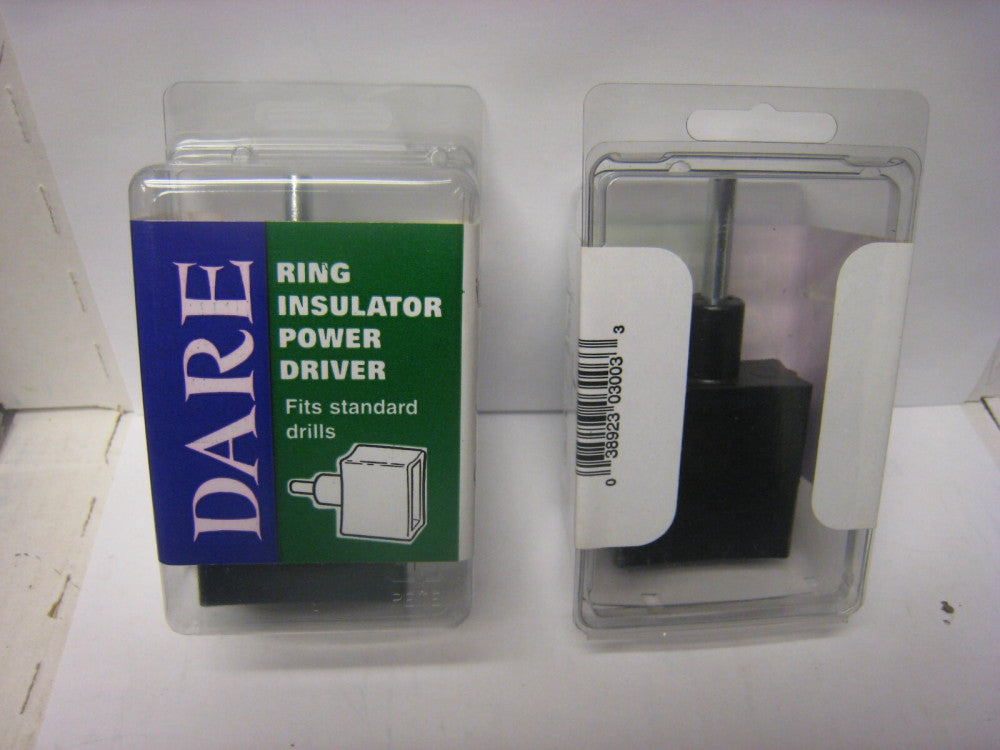 DARE
RING
INSULATOR
POWER
DRIVER
Fits standard
drills
0 38923 03003 3